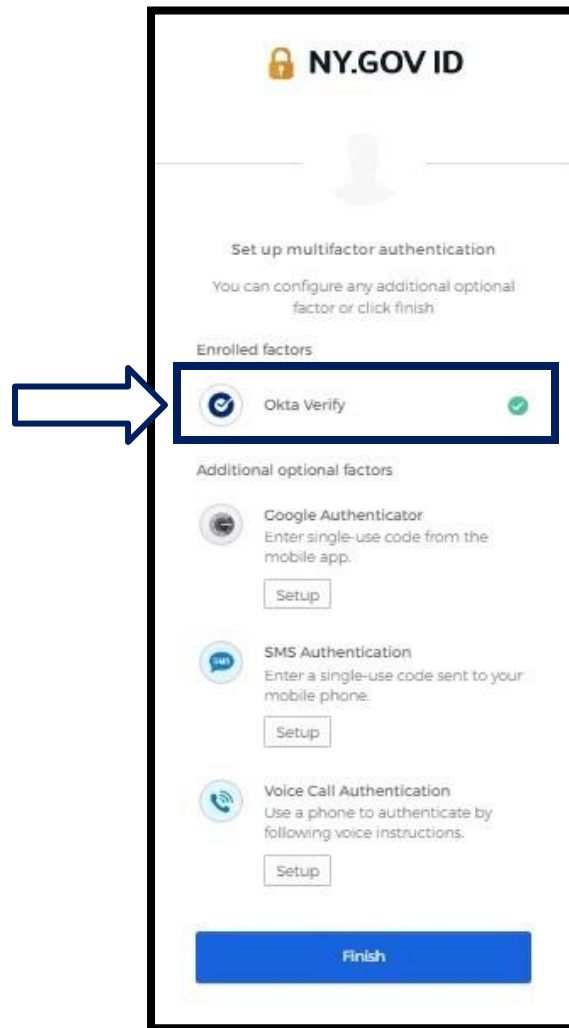 NY.GOV ID
Set up multifactor authentication
You can configure any additional optional
factor or click finish
Enrolled factors
Okta Verify
Additional optional factors
Google Authenticator
Enter single-use code from the
mobile app.
Setup
SMS
SMS Authentication
Enter a single-use code sent to your
mobile phone.
Setup
Voice Call Authentication
Use a phone to authenticate by
following voice instructions.
Setup
Finish